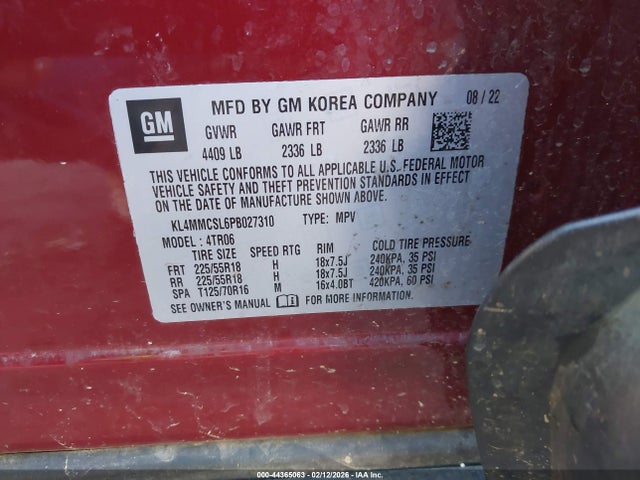 GM
MFD BY GM KOREA COMPANY 08 / 22
GVWR GAWR FRT GAWR RR
4409 LB 2336 LB 2336 LB
THIS VEHICLE CONFORMS TO ALL APPLICABLE U.S. FEDERAL MOTOR
VEHICLE SAFETY AND THEFT PREVENTION STANDARDS IN EFFECT
ON THE DATE OF MANUFACTURE SHOWN ABOVE.
KL4MMCSL6PB027310 TYPE: MPV
MODEL: 4TR06
TIRE SIZE SPEED RTG RIM COLD TIRE PRESSURE
FRT 225/55R18 H 18x7.5J 240KPA, 35 PSI
RR 225/55R18 H 18x7.5J 240KPA, 35 PSI
SPA T125/70R16 M 16x4.0BT 420KPA, 60 PSI
SEE OWNER'S MANUAL FOR MORE INFORMATION.
000-44365063 - 02/12/2026 - COPYRIGHT IAA, LLC